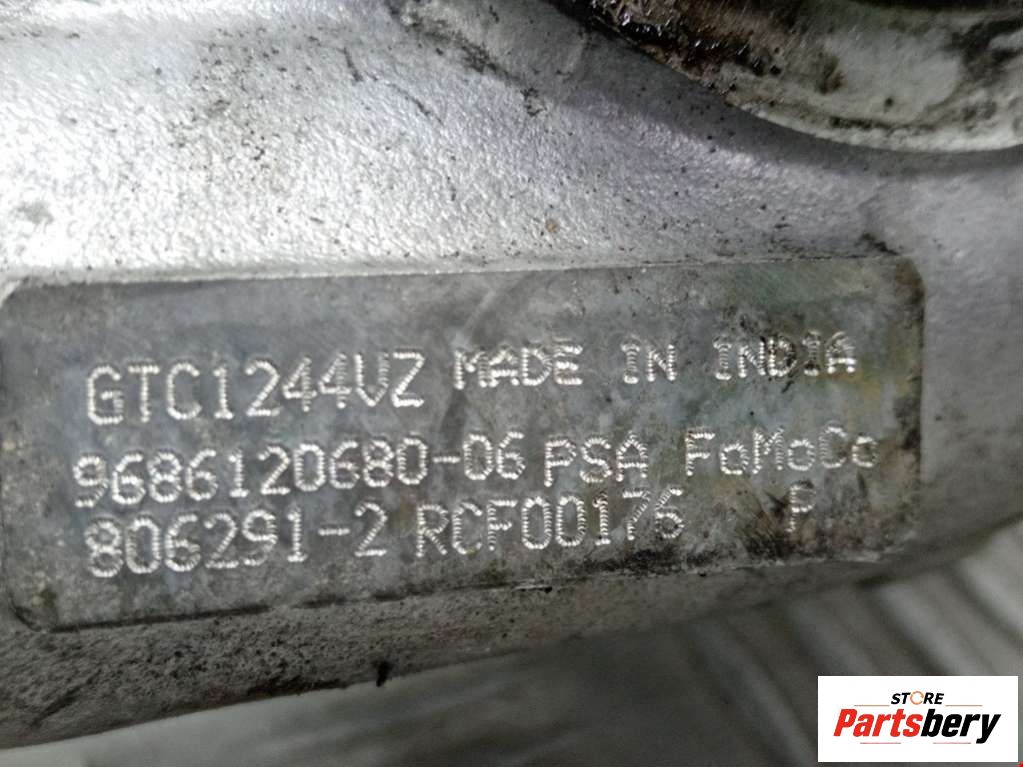 GTC1244VZ MADE IN INDIA
9686120680-06 PSA FoMoCo
806291-2 RCF00176 P
STORE
Partsbery